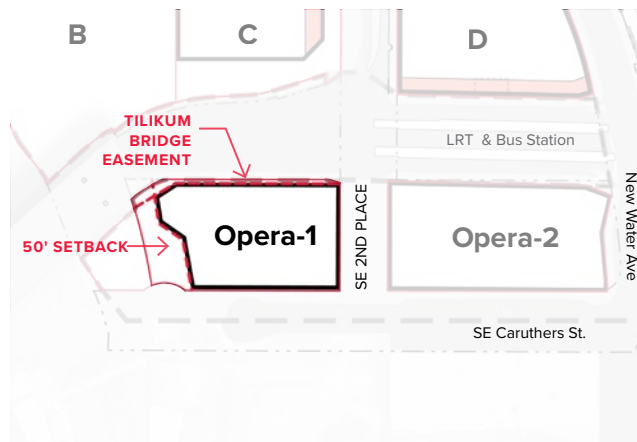 B
C
D
TILIKUM
BRIDGE
EASEMENT
LRT & Bus Station
New Water Ave
SE 2ND PLACE
Opera-1
Opera-2
50' SETBACK
SE Caruthers St.